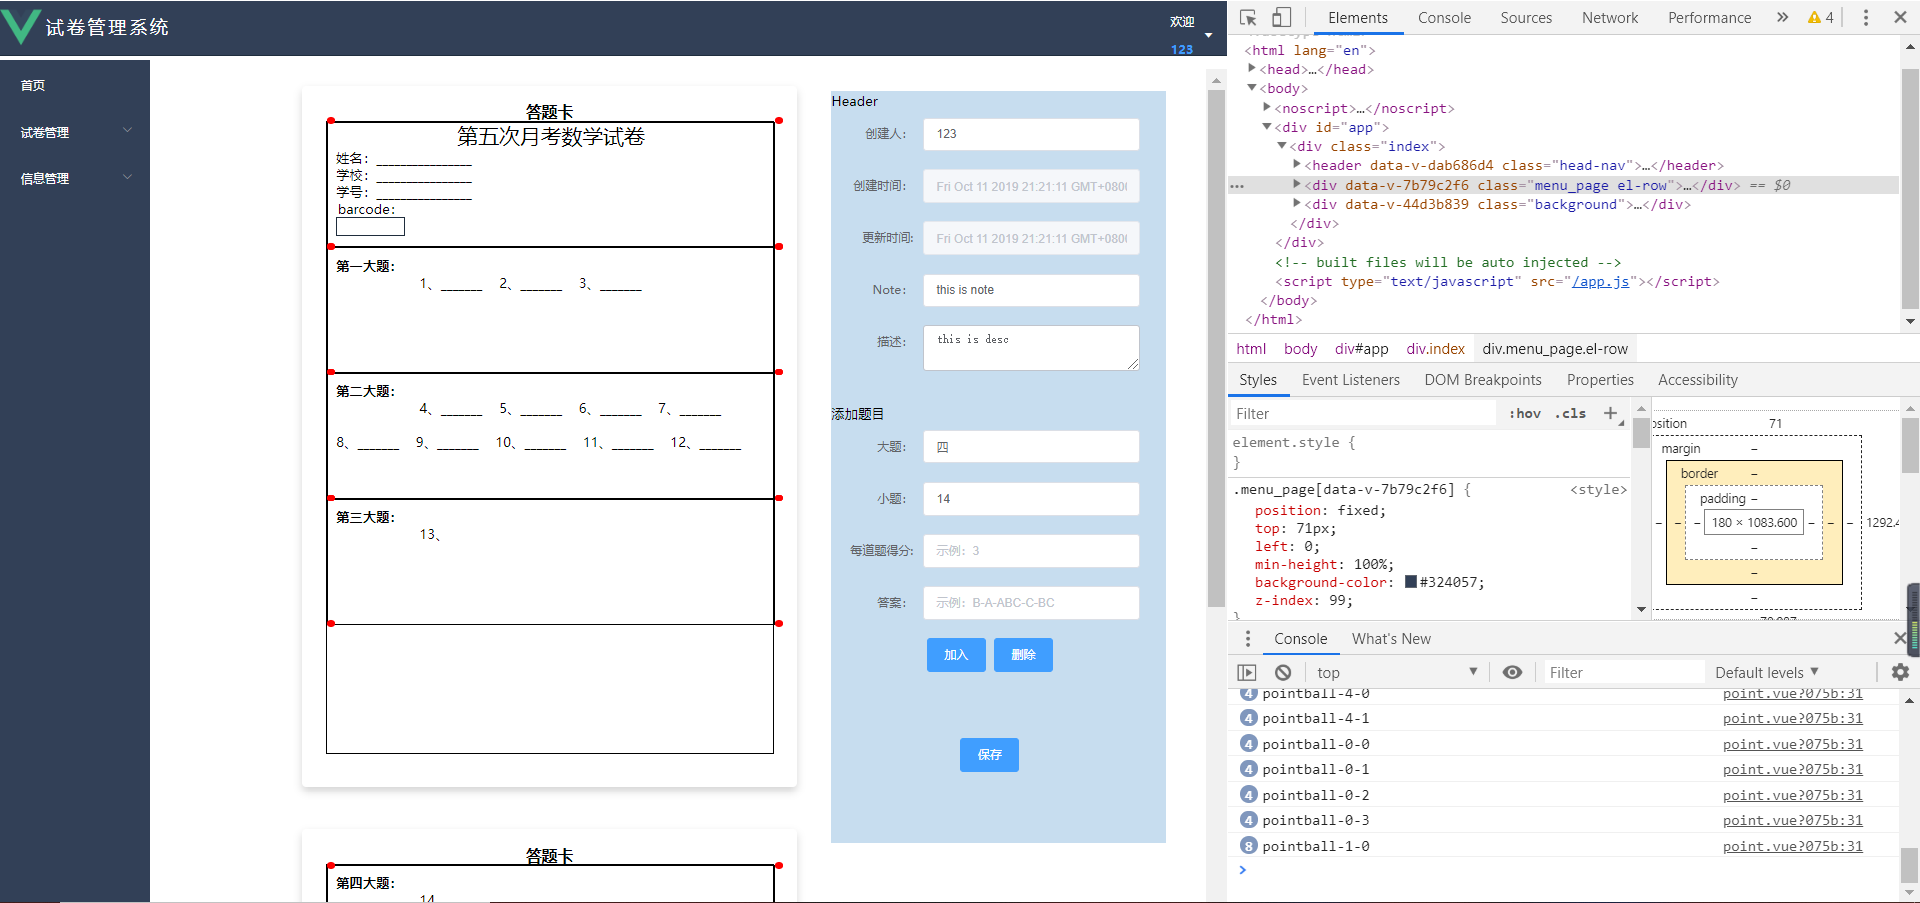 试卷管理系统
欢迎
123
首页
试卷管理
信息管理
答题卡
第五次月考数学试卷
姓名：________________
学校：________________
学号：________________
barcode：
第一大题：
1、_______ 2、_______ 3、_______
第二大题：
4、_______ 5、_______ 6、_______ 7、_______
8、_______ 9、_______ 10、_______ 11、_______ 12、_______
第三大题：
13、
答题卡
第四大题：
14
Header
创建人： 123
创建时间： Fri Oct 11 2019 21:21:11 GMT+080
更新时间： Fri Oct 11 2019 21:21:11 GMT+080
Note： this is note
描述： this is desc
添加题目
大题： 四
小题： 14
每道题得分： 示例：3
答案： 示例：B-A-ABC-C-BC
加入 删除
保存
Elements Console Sources Network Performance » 4
<html lang="en">
<head>…</head>
<body>
<noscript>…</noscript>
<div id="app">
<div class="index">
<header data-v-dab686d4 class="head-nav">…</header>
<div data-v-7b79c2f6 class="menu_page el-row">…</div> == $0
<div data-v-44d3b839 class="background">…</div>
</div>
</div>
<!-- built files will be auto injected -->
<script type="text/javascript" src="/app.js"></script>
</body>
</html>
html body div#app div.index div.menu_page.el-row
Styles Event Listeners DOM Breakpoints Properties Accessibility
Filter :hov .cls +
element.style {
}
.menu_page[data-v-7b79c2f6] { <style>
position: fixed;
top: 71px;
left: 0;
min-height: 100%;
background-color: #324057;
z-index: 99;
}
osition 71
margin –
border –
padding –
– – – 180 × 1083.600 – – – 1292.4
–
–
–
Console What's New
top Filter Default levels
4 pointball-4-0 point.vue?075b:31
4 pointball-4-1 point.vue?075b:31
4 pointball-0-0 point.vue?075b:31
4 pointball-0-1 point.vue?075b:31
4 pointball-0-2 point.vue?075b:31
4 pointball-0-3 point.vue?075b:31
8 pointball-1-0 point.vue?075b:31
>